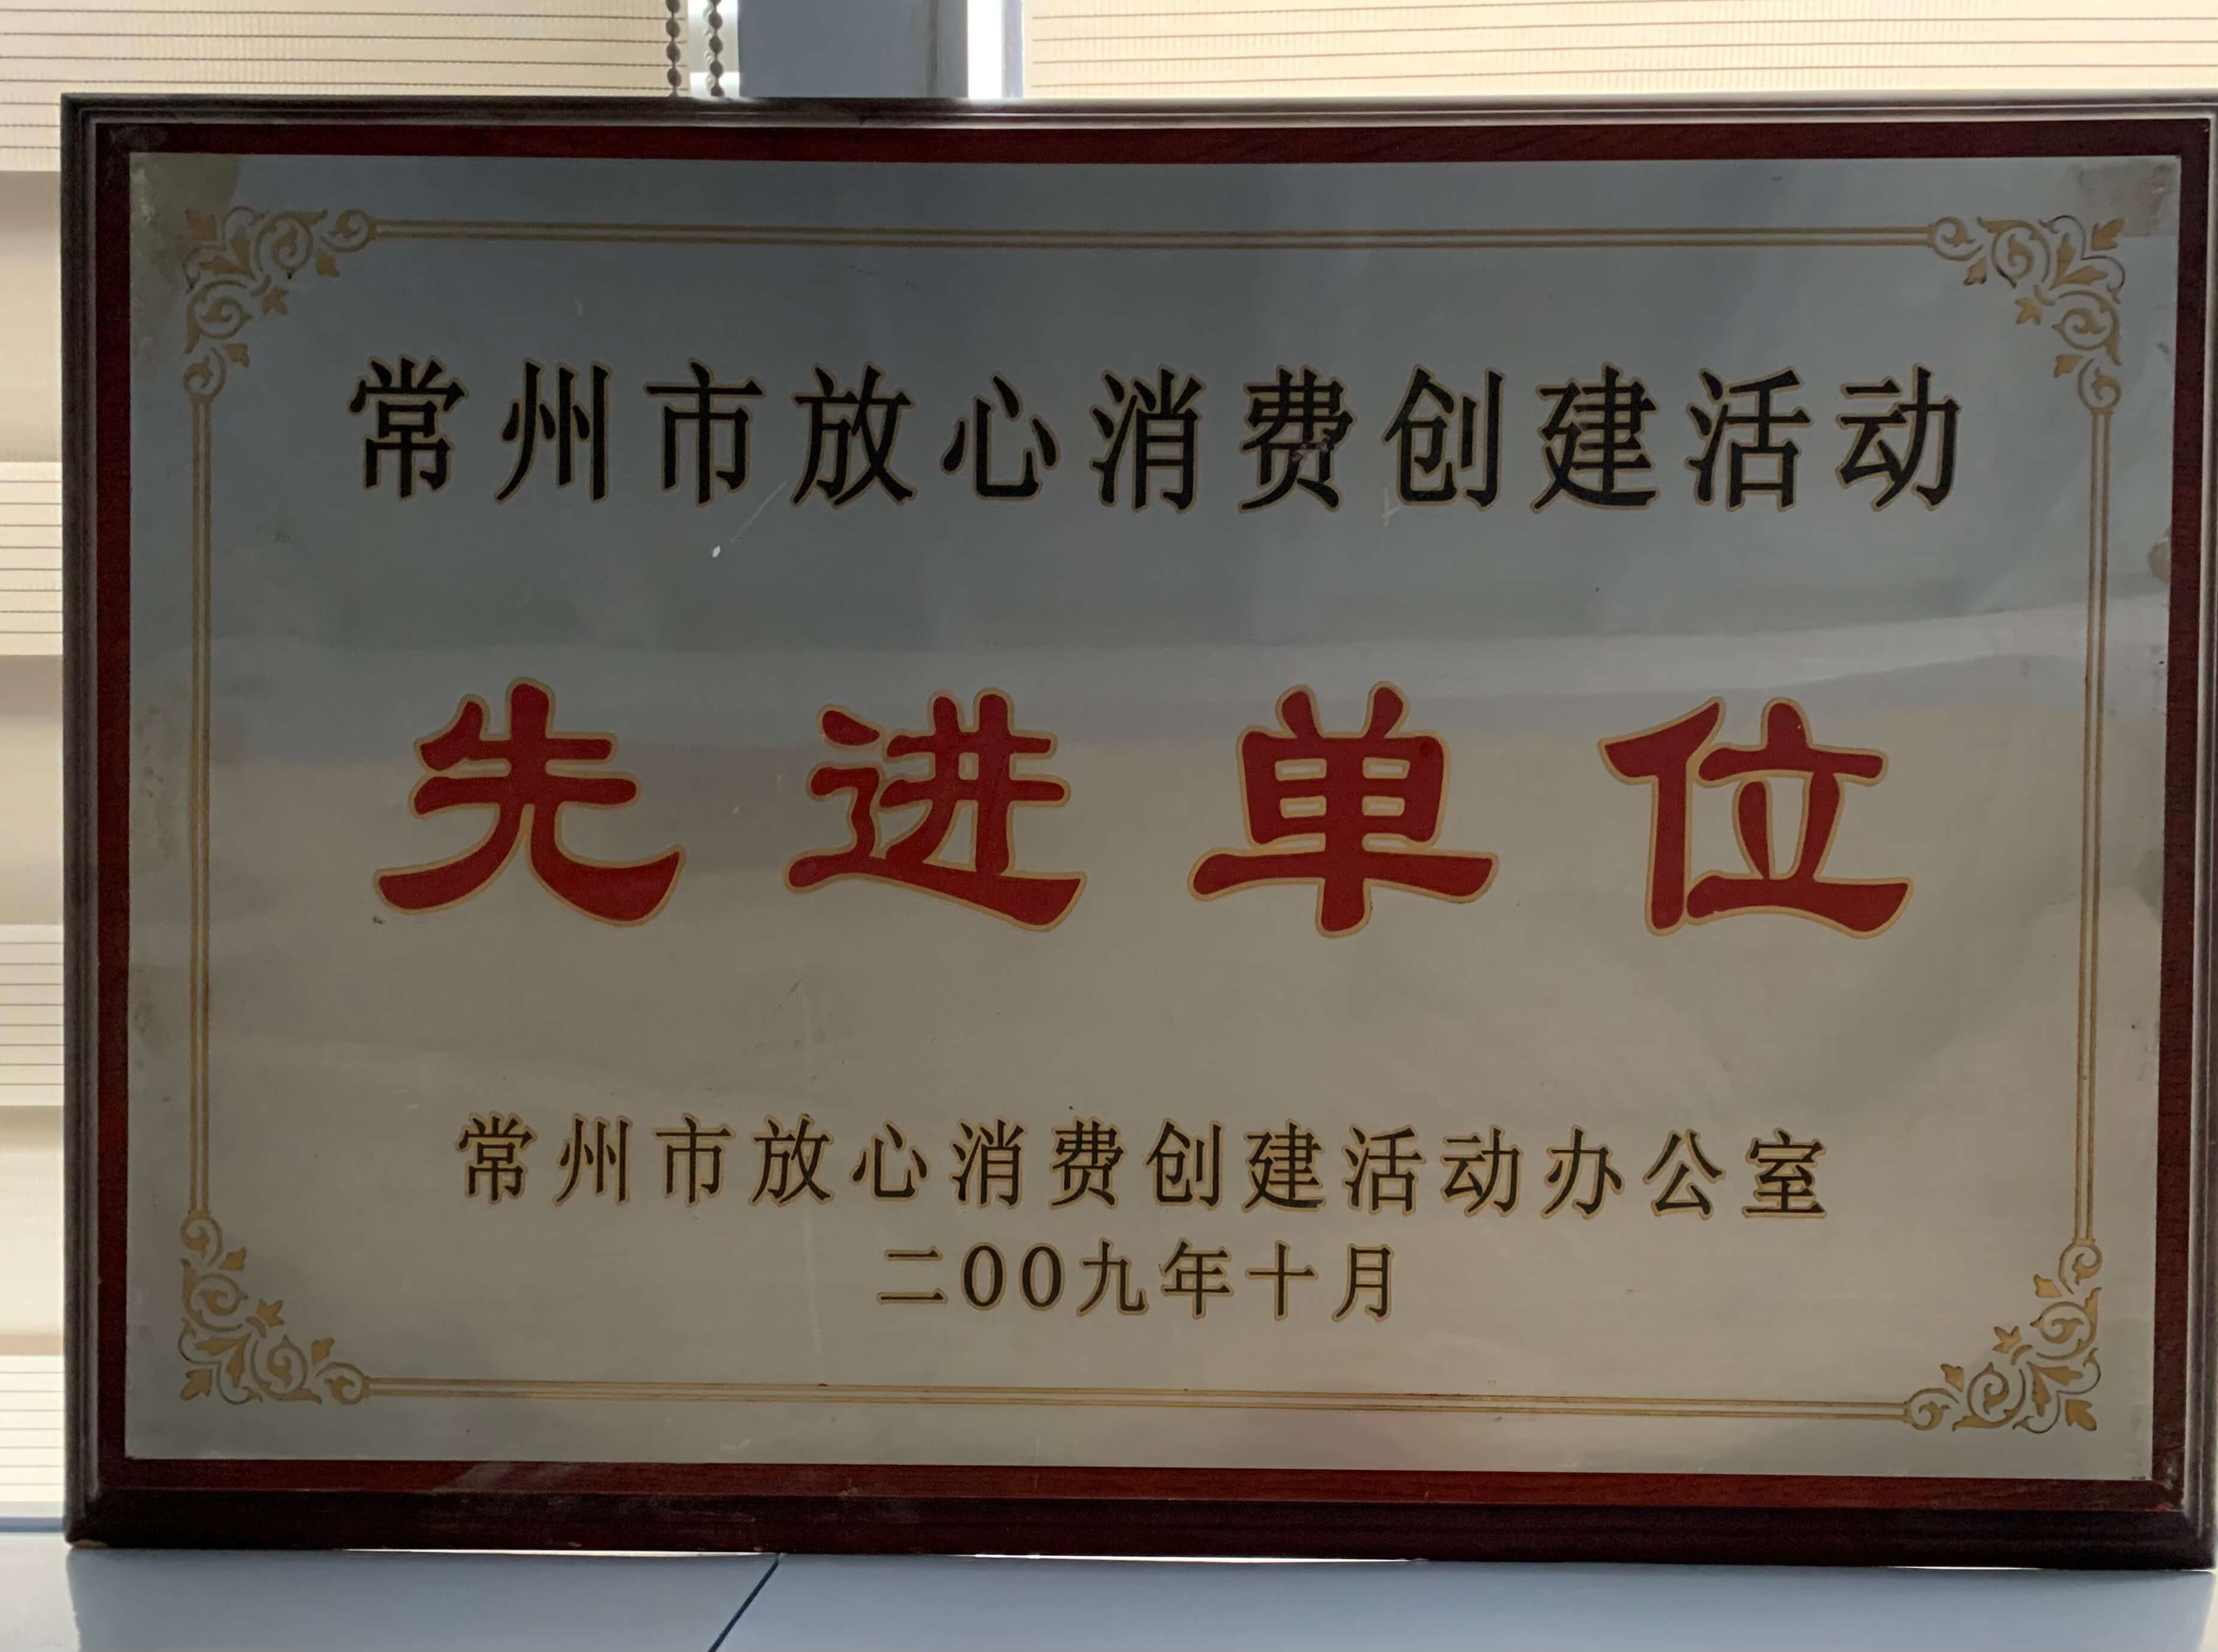 常州市放心消费创建活动
先进单位
常州市放心消费创建活动办公室
二00九年十月